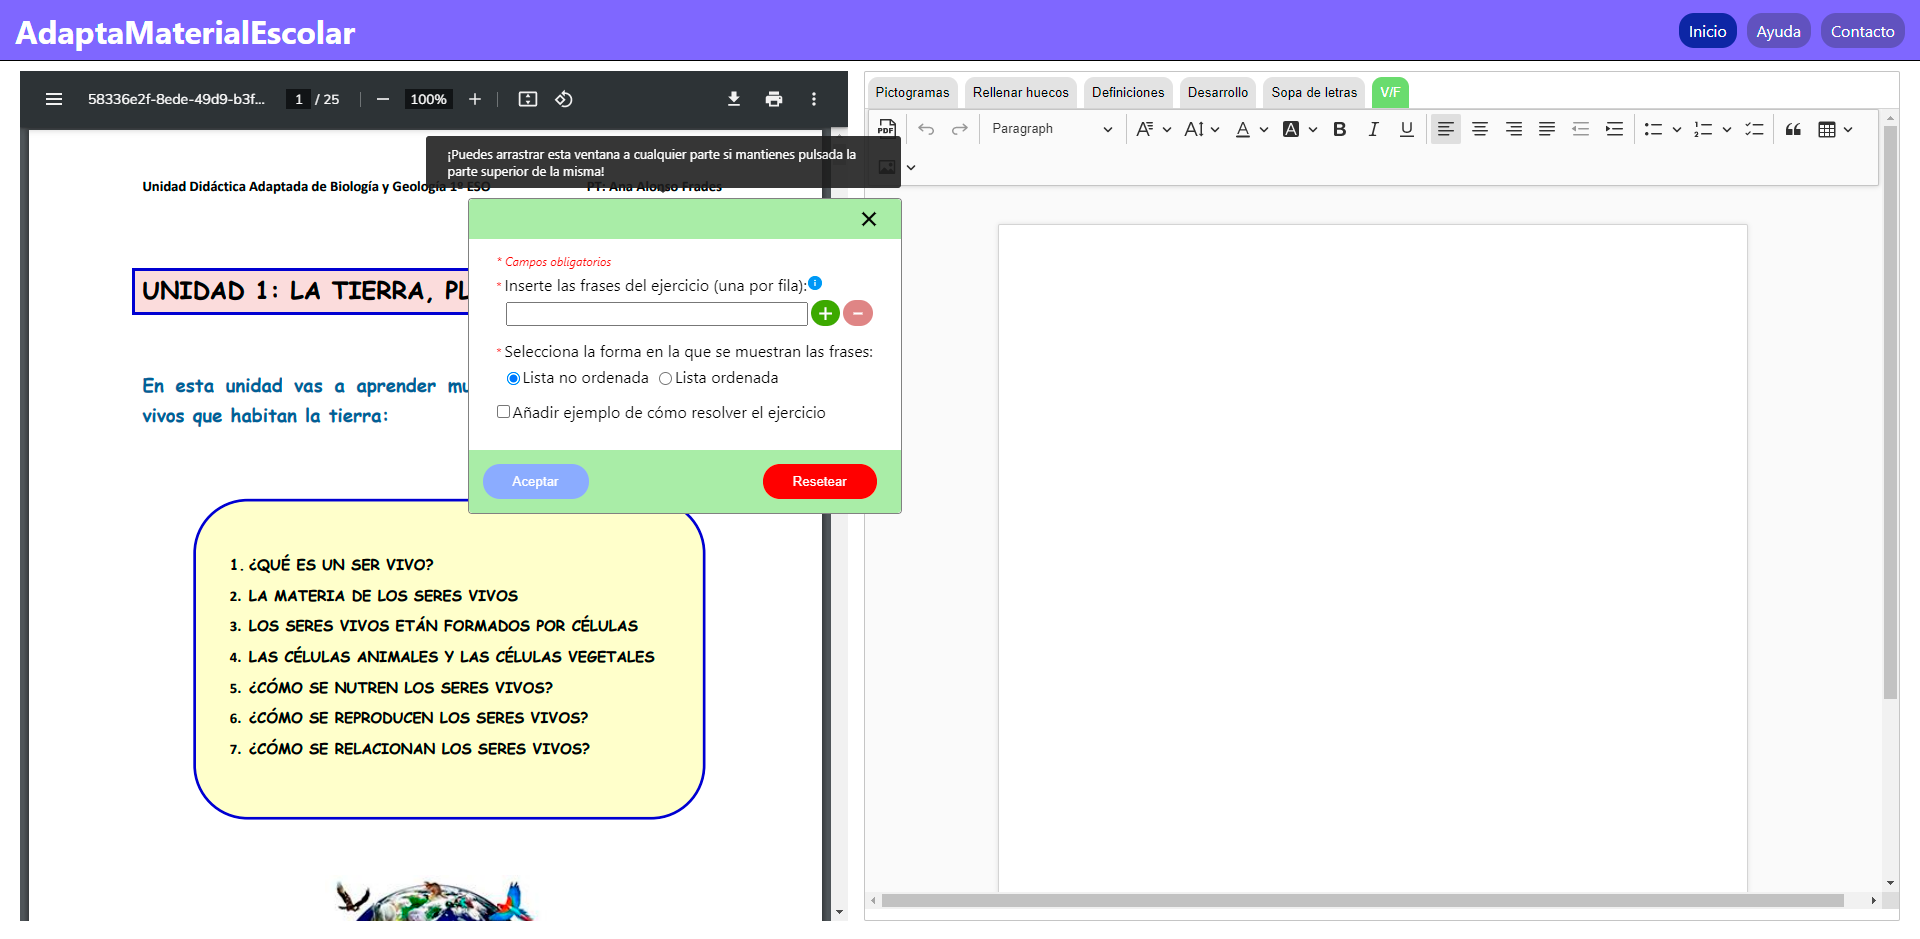 AdaptaMaterialEscolar
Inicio
Ayuda
Contacto
58336e2f-8ede-49d9-b3f...
1 / 25
100%
Pictogramas
Rellenar huecos
Definiciones
Desarrollo
Sopa de letras
V/F
PDF
Paragraph
¡Puedes arrastrar esta ventana a cualquier parte si mantienes pulsada la
parte superior de la misma!
Unidad Didáctica Adaptada de Biología y Geología 1º ESO
PT: Ana Alonso Frades
* Campos obligatorios
* Inserte las frases del ejercicio (una por fila):
* Selecciona la forma en la que se muestran las frases:
Lista no ordenada
Lista ordenada
Añadir ejemplo de cómo resolver el ejercicio
Aceptar
Resetear
UNIDAD 1: LA TIERRA,
En esta unidad vas a aprender
vivos que habitan la tierra:
1. ¿QUÉ ES UN SER VIVO?
2. LA MATERIA DE LOS SERES VIVOS
3. LOS SERES VIVOS ETÁN FORMADOS POR CÉLULAS
4. LAS CÉLULAS ANIMALES Y LAS CÉLULAS VEGETALES
5. ¿CÓMO SE NUTREN LOS SERES VIVOS?
6. ¿CÓMO SE REPRODUCEN LOS SERES VIVOS?
7. ¿CÓMO SE RELACIONAN LOS SERES VIVOS?